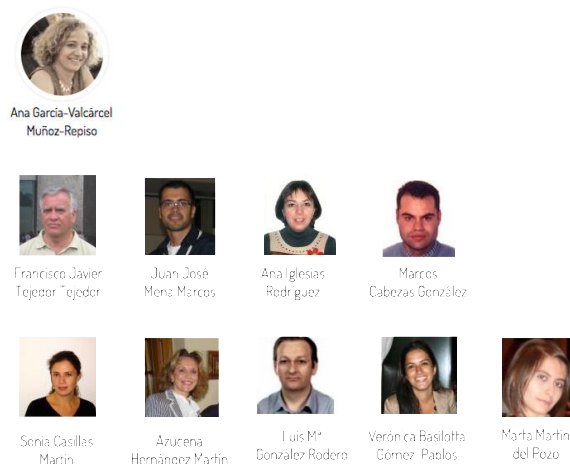 Ana García-Valcárcel
Muñoz-Repiso
Francisco Javier
Tejedor Tejedor
Juan José
Mena Marcos
Ana Iglesias
Rodríguez
Marcos
Cabezas González
Sonia Casillas
Martín
Azucena
Hernández Martín
Luis Mª
González Rodero
Verónica Basilotta
Gómez-Pablos
Marta Martín
del Pozo